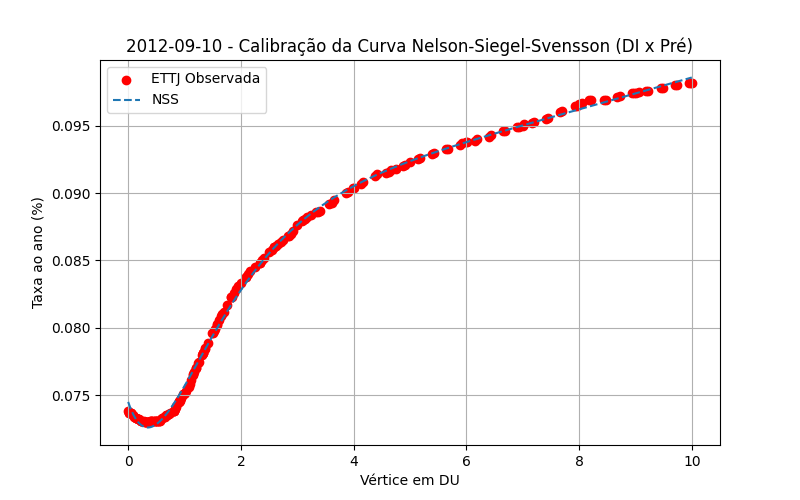 2012-09-10 - Calibração da Curva Nelson-Siegel-Svensson (DI x Pré)
ETTJ Observada
NSS
Taxa ao ano (%)
0.095
0.090
0.085
0.080
0.075
0 2 4 6 8 10
Vértice em DU